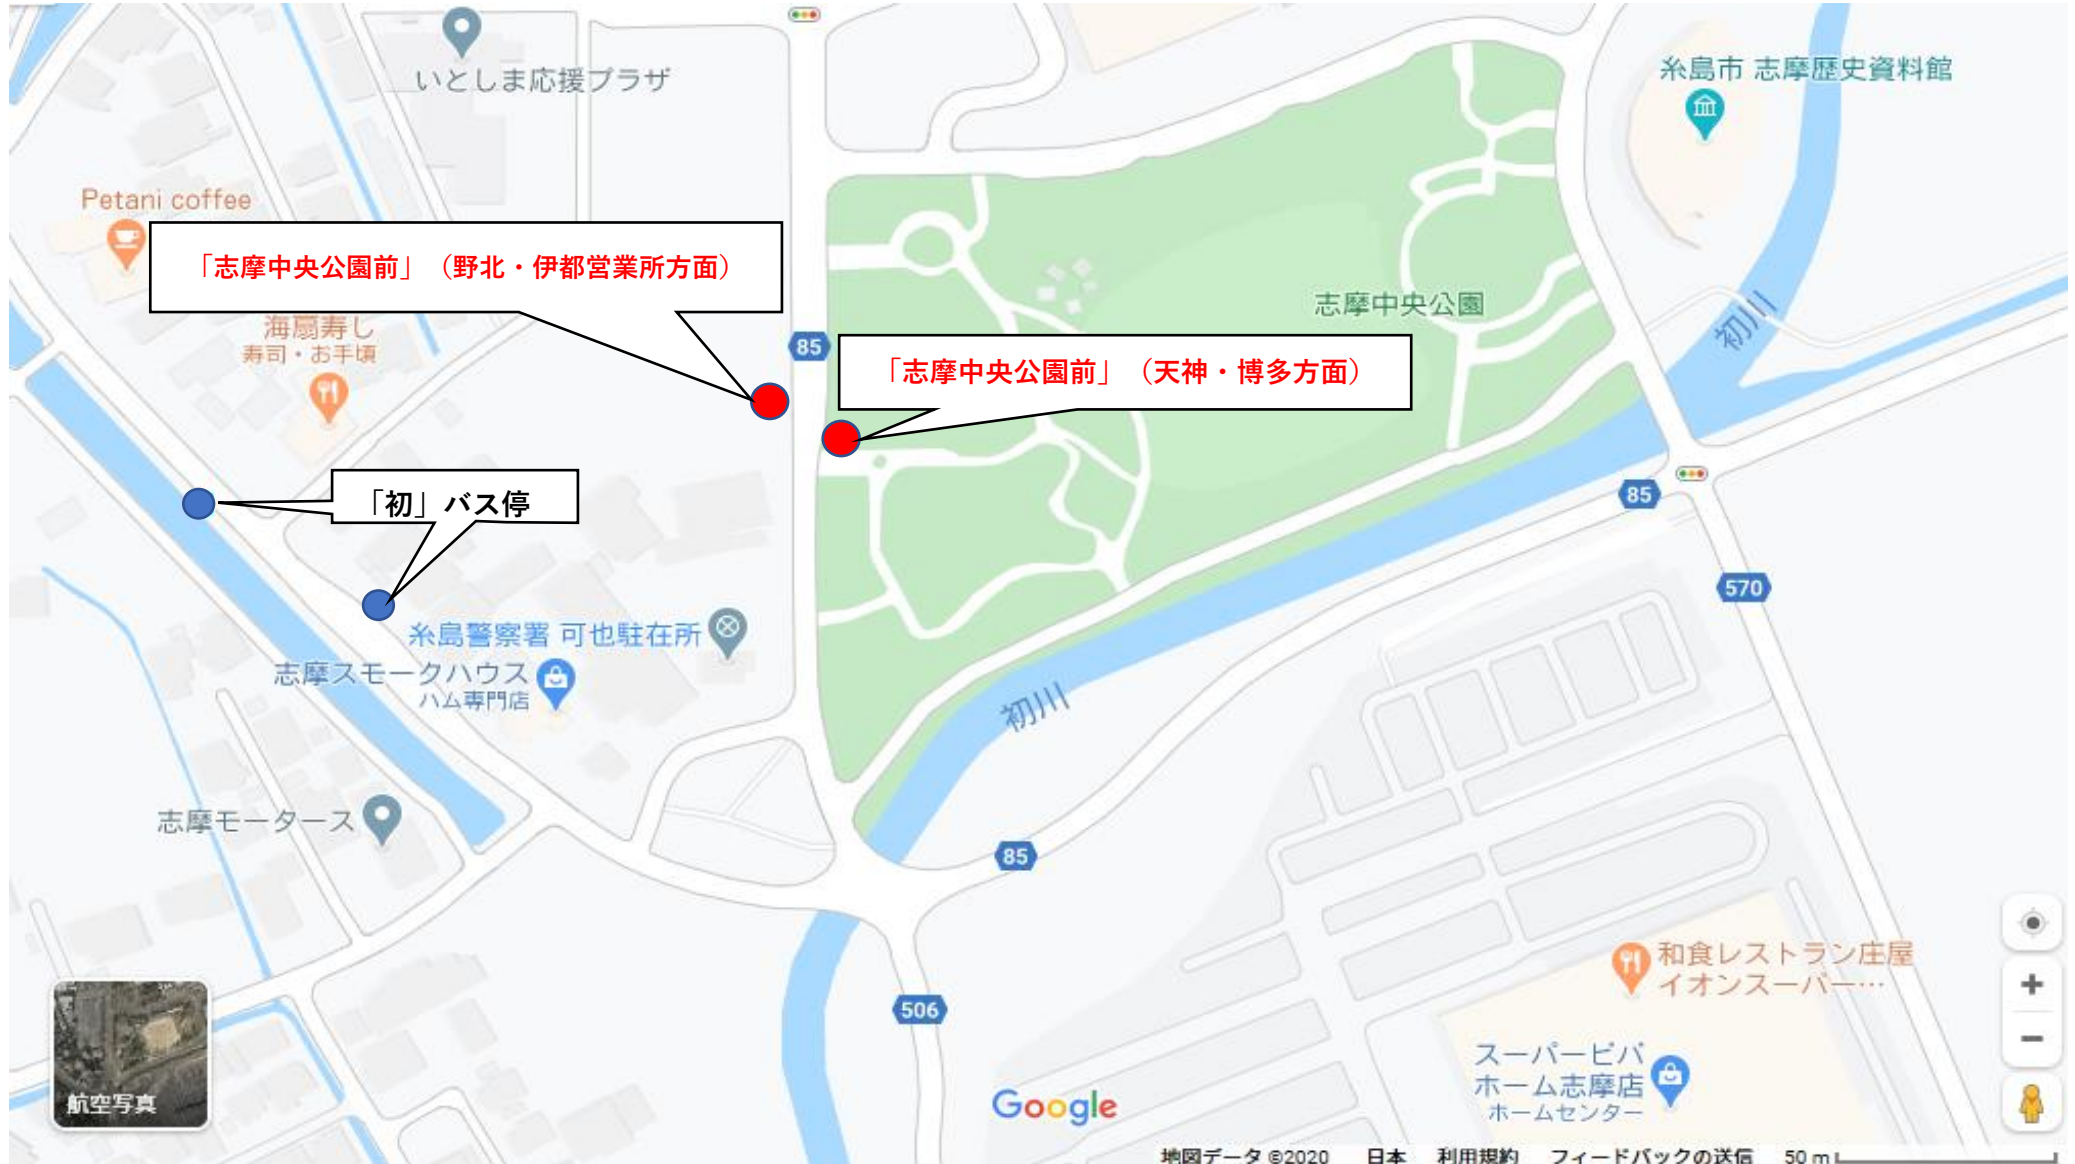 いとしま応援プラザ
糸島市 志摩歴史資料館
Petani coffee
「志摩中央公園前」（野北・伊都営業所方面）
志摩中央公園
初川
海扇寿し
寿司・お手頃
85
「志摩中央公園前」（天神・博多方面）
「初」バス停
85
570
糸島警察署 可也駐在所
志摩スモークハウス
ハム専門店
初川
志摩モータース
85
506
和食レストラン庄屋
イオンスーパー…
スーパービバ
ホーム志摩店
ホームセンター
航空写真
Google
地図データ ©2020 日本 利用規約 フィードバックの送信 50 m